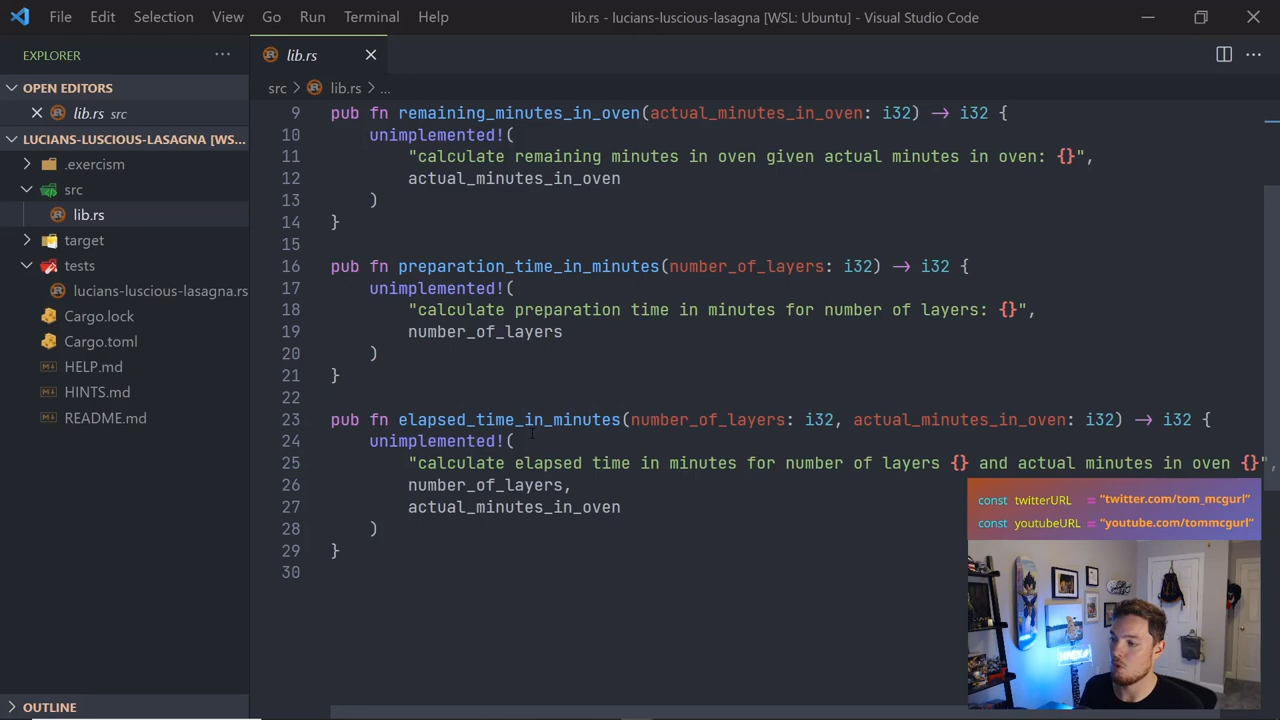 File Edit Selection View Go Run Terminal Help
lib.rs - lucians-luscious-lasagna [WSL: Ubuntu] - Visual Studio Code
EXPLORER
OPEN EDITORS
lib.rs src
LUCIANS-LUSCIOUS-LASAGNA [WS...
.exercism
src
lib.rs
target
tests
lucians-luscious-lasagna.rs
Cargo.lock
Cargo.toml
HELP.md
HINTS.md
README.md
OUTLINE
lib.rs
src > lib.rs > ...
9 pub fn remaining_minutes_in_oven(actual_minutes_in_oven: i32) -> i32 {
10 unimplemented!(
11 "calculate remaining minutes in oven given actual minutes in oven: {}",
12 actual_minutes_in_oven
13 )
14 }
15
16 pub fn preparation_time_in_minutes(number_of_layers: i32) -> i32 {
17 unimplemented!(
18 "calculate preparation time in minutes for number of layers: {}",
19 number_of_layers
20 )
21 }
22
23 pub fn elapsed_time_in_minutes(number_of_layers: i32, actual_minutes_in_oven: i32) -> i32 {
24 unimplemented!(
25 "calculate elapsed time in minutes for number of layers {} and actual minutes in oven {}",
26 number_of_layers,
27 actual_minutes_in_oven
28 )
29 }
30
const twitterURL = "twitter.com/tom_mcgurl"
const youtubeURL = "youtube.com/tommcgurl"